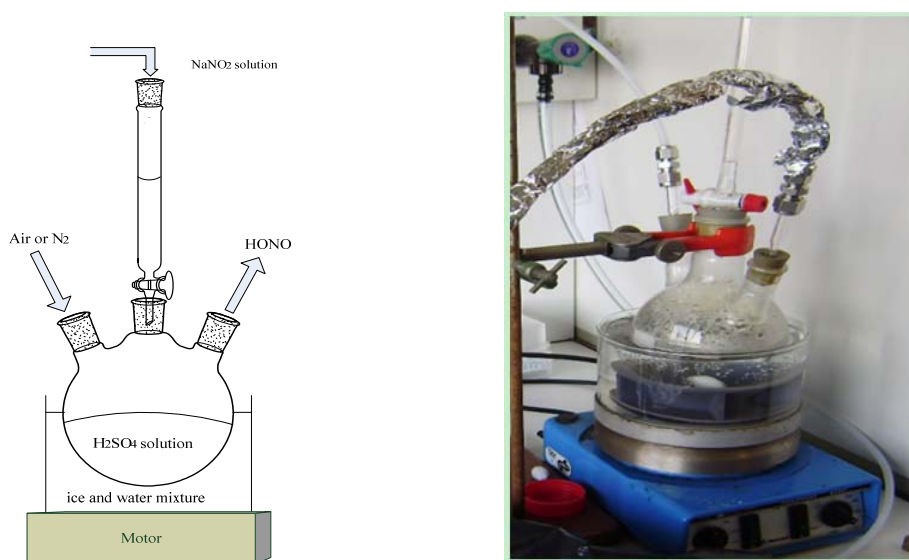 NaNO2 solution
Air or N2
HONO
H2SO4 solution
ice and water mixture
Motor